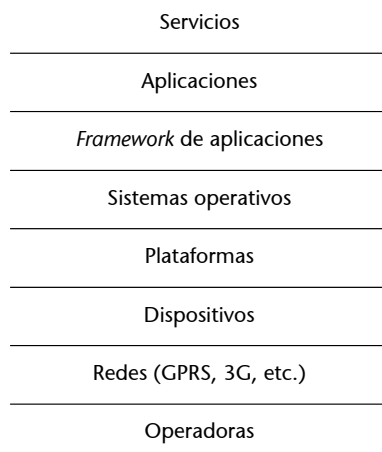 Servicios
Aplicaciones
Framework de aplicaciones
Sistemas operativos
Plataformas
Dispositivos
Redes (GPRS, 3G, etc.)
Operadoras